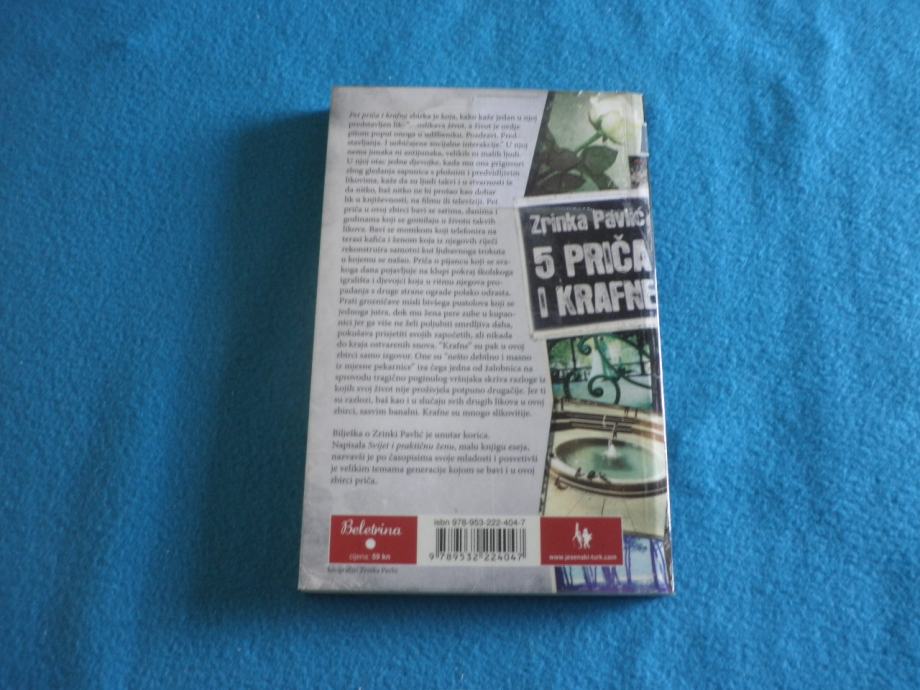 Pet priča i krafne zbirka je koja, kako kaže jedan u njoj
predstavljen lik: "...oslikava život, a život je ovdje
pitom poput onoga u udžbeniku. Pozdravi. Pred
stavljanja. I uobičajena socijalne interakcije." U njoj
nema junaka ni antijunaka, velikih ni malih ljudi.
U njoj otac jedne djevojke, kada mu ona prigovori
zbog gledanja sapunica s plošnim i predvidljivim
likovima, kaže da su ljudi takvi i u stvarnosti te
da nitko, baš nitko ne bi prošao kao dobar
lik u književnosti, na filmu ili televiziji. Pet
priča u ovoj zbirci bavi se satima, danima i
godinama koji se gomilaju u životu takvih
likova. Bavi se momkom koji telefonira na
terasi kafića i ženom koja iz njegovih riječi
rekonstruira samotni kut ljubavnoga trokuta
u kojemu se našao. Priča o pijancu koji se sva-
koga dana pojavljuje na klupi pokraj školskoga
igrališta i djevojci koja u ritmu njegova pro-
padanja s druge strane ograde polako odrasta.
Prati grozničave misli bivšega pustolova koji se
jednoga jutra, dok mu žena pere zube u kupao-
nici jer ga više ne želi poljubiti smrdljiva daha,
pokušava prisjetiti svojih započetih, ali nikada
do kraja ostvarenih snova. "Krafne" su pak u ovoj
zbirci samo izgovor. One su "nešto debilno i masno
iz mjesne pekarnice" iza čega jedna od žalobnica na
sprovodu tragično poginulog vršnjaka skriva razloge iz
kojih svoj život nije proživjela potpuno drugačije. Jer ti
su razlozi, baš kao i u slučaju svih drugih likova u ovoj
zbirci, sasvim banalni. Krafne su mnogo slikovitije.
Bilješka o Zrinki Pavlić je unutar korica.
Napisala Svijet i praktičnu ženu, malu knjigu eseja,
nazvavši je po časopisima svoje mladosti i posvetivši
je velikim temama generacije kojom se bavi i u ovoj
zbirci priča.
Zrinka Pavlić
5 PRIČA
I KRAFNE
Beletrina
cijena: 59 kn
isbn 978-953-222-404-7
9 789532 224047
www.jesenski-turk.com
fotografija: Zrinka Pavlić